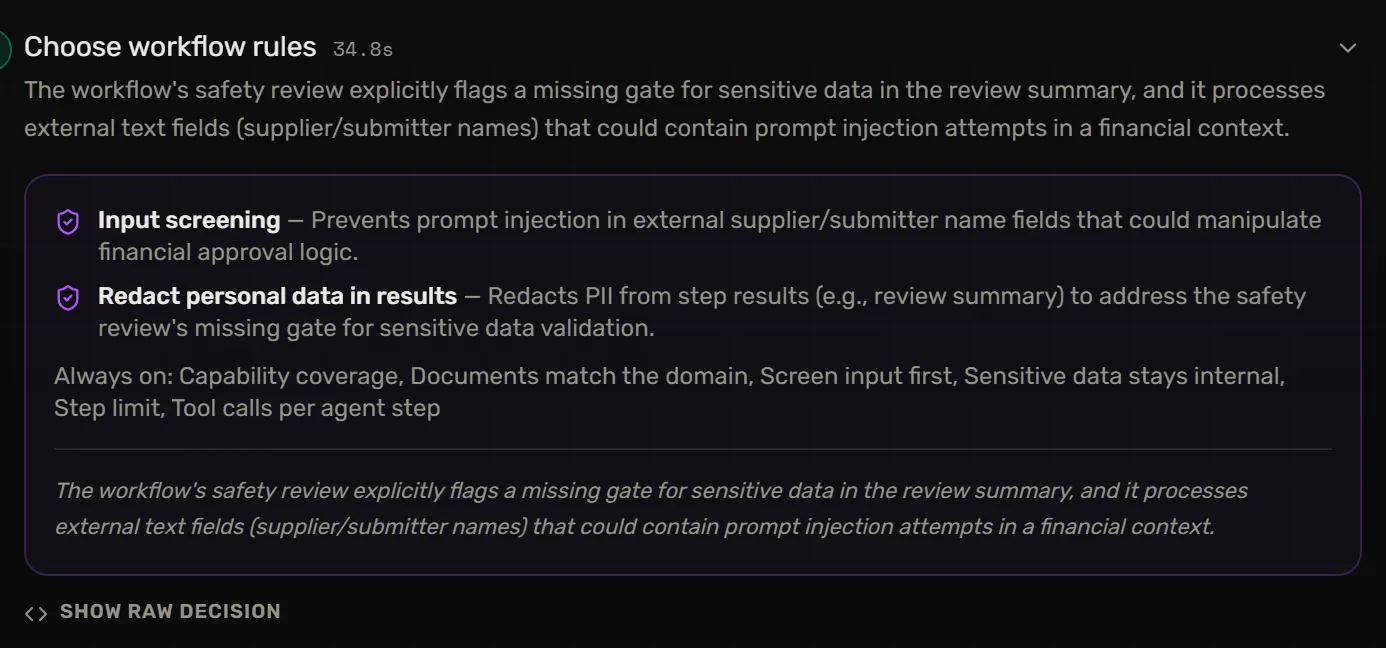 Choose workflow rules 34.8s
The workflow's safety review explicitly flags a missing gate for sensitive data in the review summary, and it processes
external text fields (supplier/submitter names) that could contain prompt injection attempts in a financial context.
Input screening — Prevents prompt injection in external supplier/submitter name fields that could manipulate
financial approval logic.
Redact personal data in results — Redacts PII from step results (e.g., review summary) to address the safety
review's missing gate for sensitive data validation.
Always on: Capability coverage, Documents match the domain, Screen input first, Sensitive data stays internal,
Step limit, Tool calls per agent step
The workflow's safety review explicitly flags a missing gate for sensitive data in the review summary, and it processes
external text fields (supplier/submitter names) that could contain prompt injection attempts in a financial context.
<> SHOW RAW DECISION